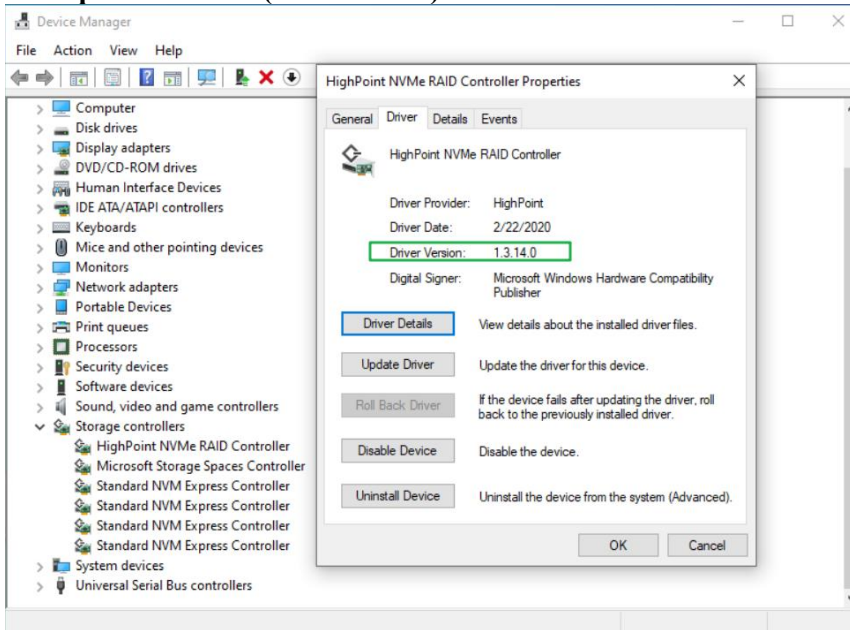 Device Manager
File Action View Help
Computer
Disk drives
Display adapters
DVD/CD-ROM drives
Human Interface Devices
IDE ATA/ATAPI controllers
Keyboards
Mice and other pointing devices
Monitors
Network adapters
Portable Devices
Print queues
Processors
Security devices
Software devices
Sound, video and game controllers
Storage controllers
HighPoint NVMe RAID Controller
Microsoft Storage Spaces Controller
Standard NVM Express Controller
Standard NVM Express Controller
Standard NVM Express Controller
Standard NVM Express Controller
System devices
Universal Serial Bus controllers
HighPoint NVMe RAID Controller Properties
General Driver Details Events
HighPoint NVMe RAID Controller
Driver Provider: HighPoint
Driver Date: 2/22/2020
Driver Version: 1.3.14.0
Digital Signer: Microsoft Windows Hardware Compatibility
Publisher
Driver Details View details about the installed driver files.
Update Driver Update the driver for this device.
Roll Back Driver If the device fails after updating the driver, roll
back to the previously installed driver.
Disable Device Disable the device.
Uninstall Device Uninstall the device from the system (Advanced).
OK Cancel